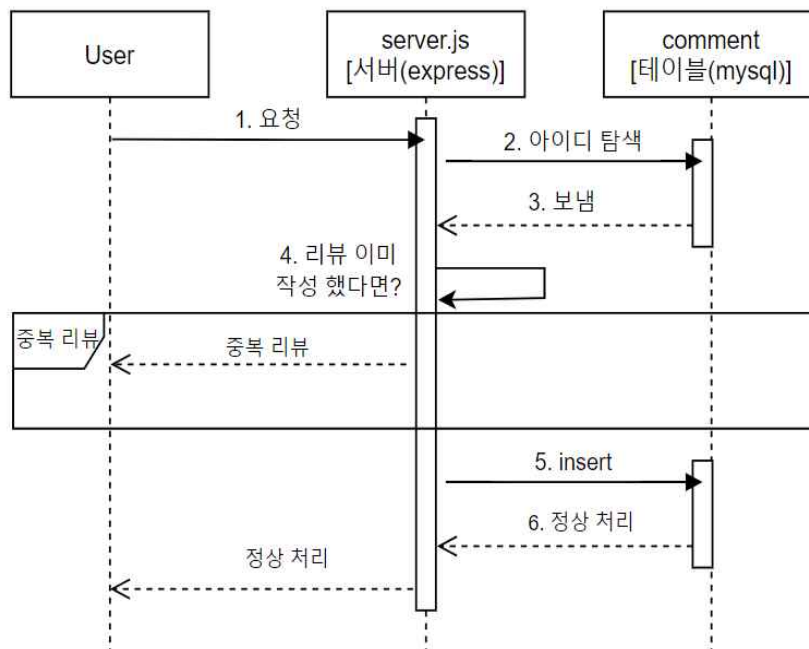 User
server.js
[서버(express)]
comment
[테이블(mysql)]
1. 요청
2. 아이디 탐색
3. 보냄
4. 리뷰 이미
작성 했다면?
중복 리뷰
중복 리뷰
5. insert
6. 정상 처리
정상 처리